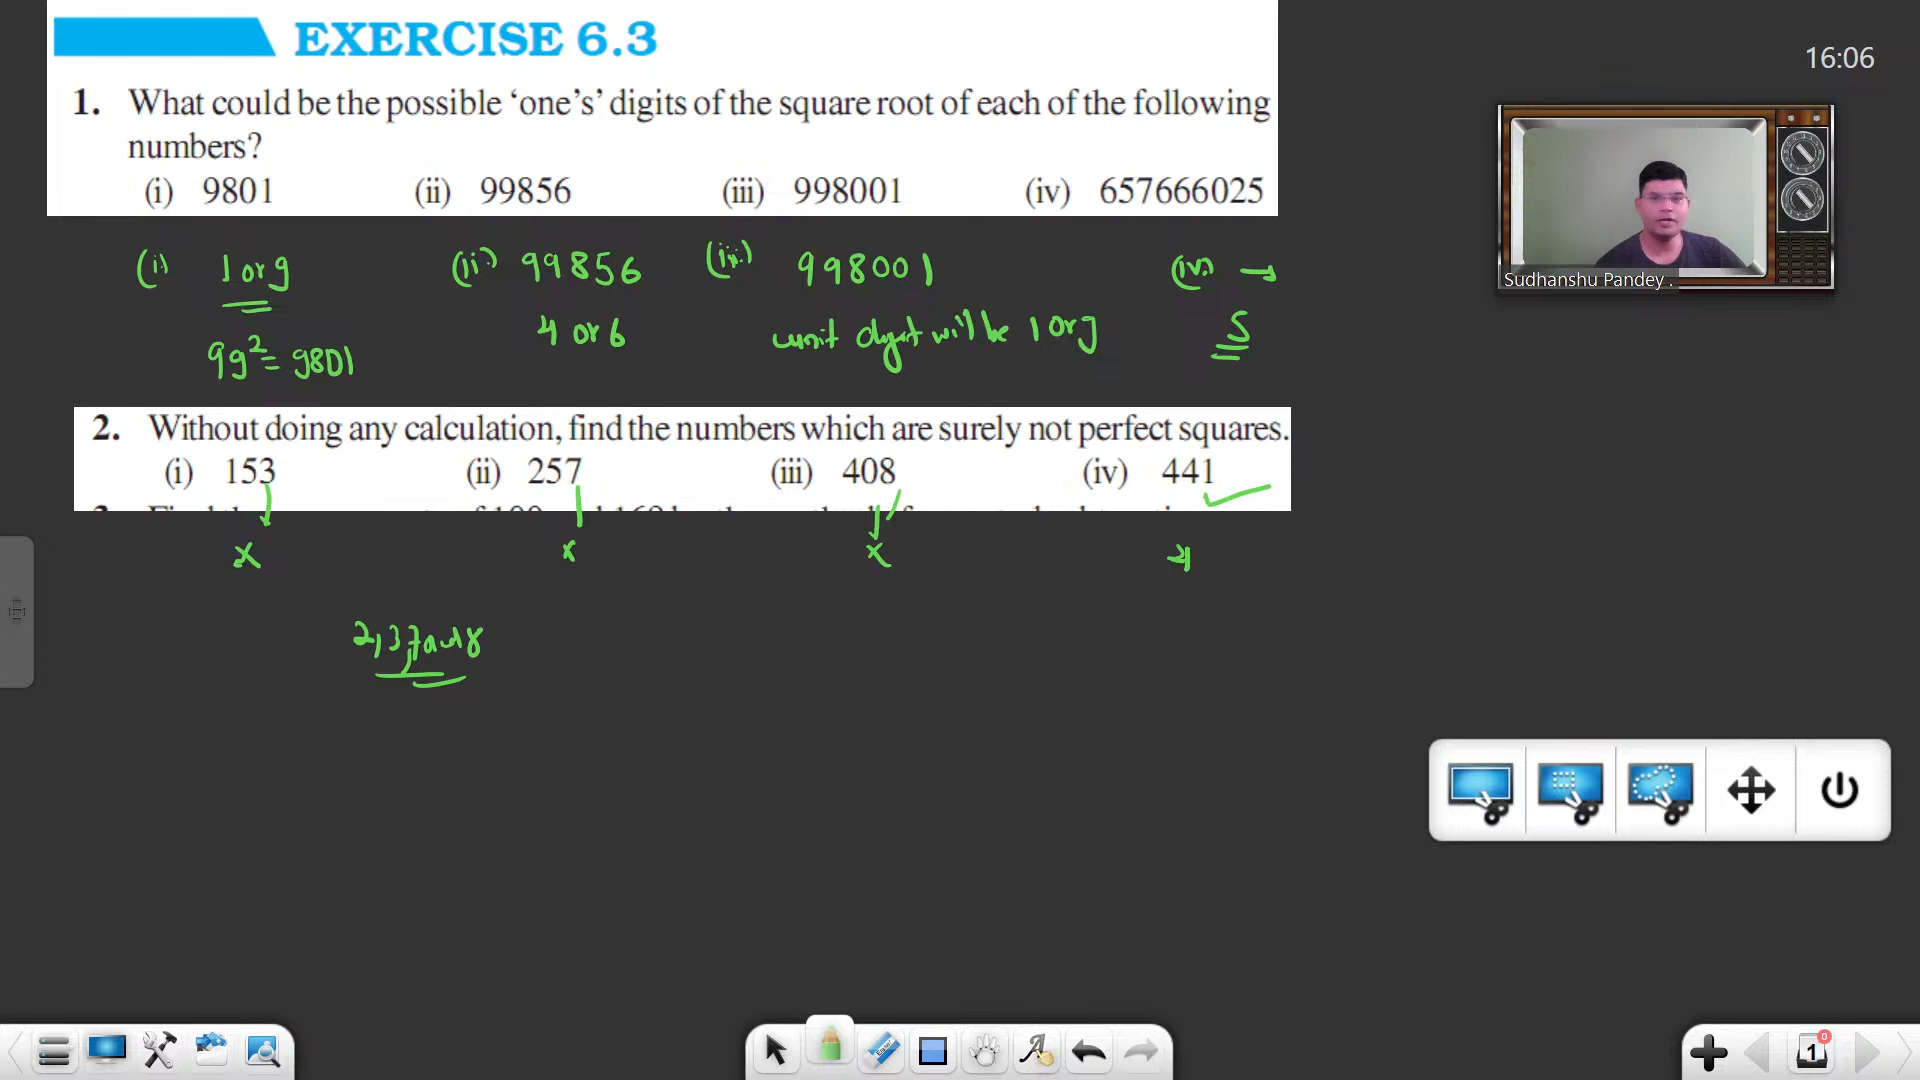 EXERCISE 6.3
16:06
1. What could be the possible ‘one’s’ digits of the square root of each of the following
numbers?
(i) 9801 (ii) 99856 (iii) 998001 (iv) 657666025
(i) 1 or 9 (ii) 99856 (iii) 998001 (iv) →
4 or 6 unit digit will be 1 or 9 5
99² = 9801
Sudhanshu Pandey .
2. Without doing any calculation, find the numbers which are surely not perfect squares.
(i) 153 (ii) 257 (iii) 408 (iv) 441
x x x
2, 3, 7 and 8
Eraser
A
1
0